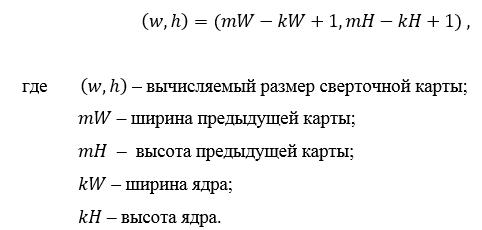 (w, h) = (mW − kW + 1, mH − kH + 1) ,
где (w, h) – вычисляемый размер сверточной карты;
mW – ширина предыдущей карты;
mH – высота предыдущей карты;
kW – ширина ядра;
kH – высота ядра.